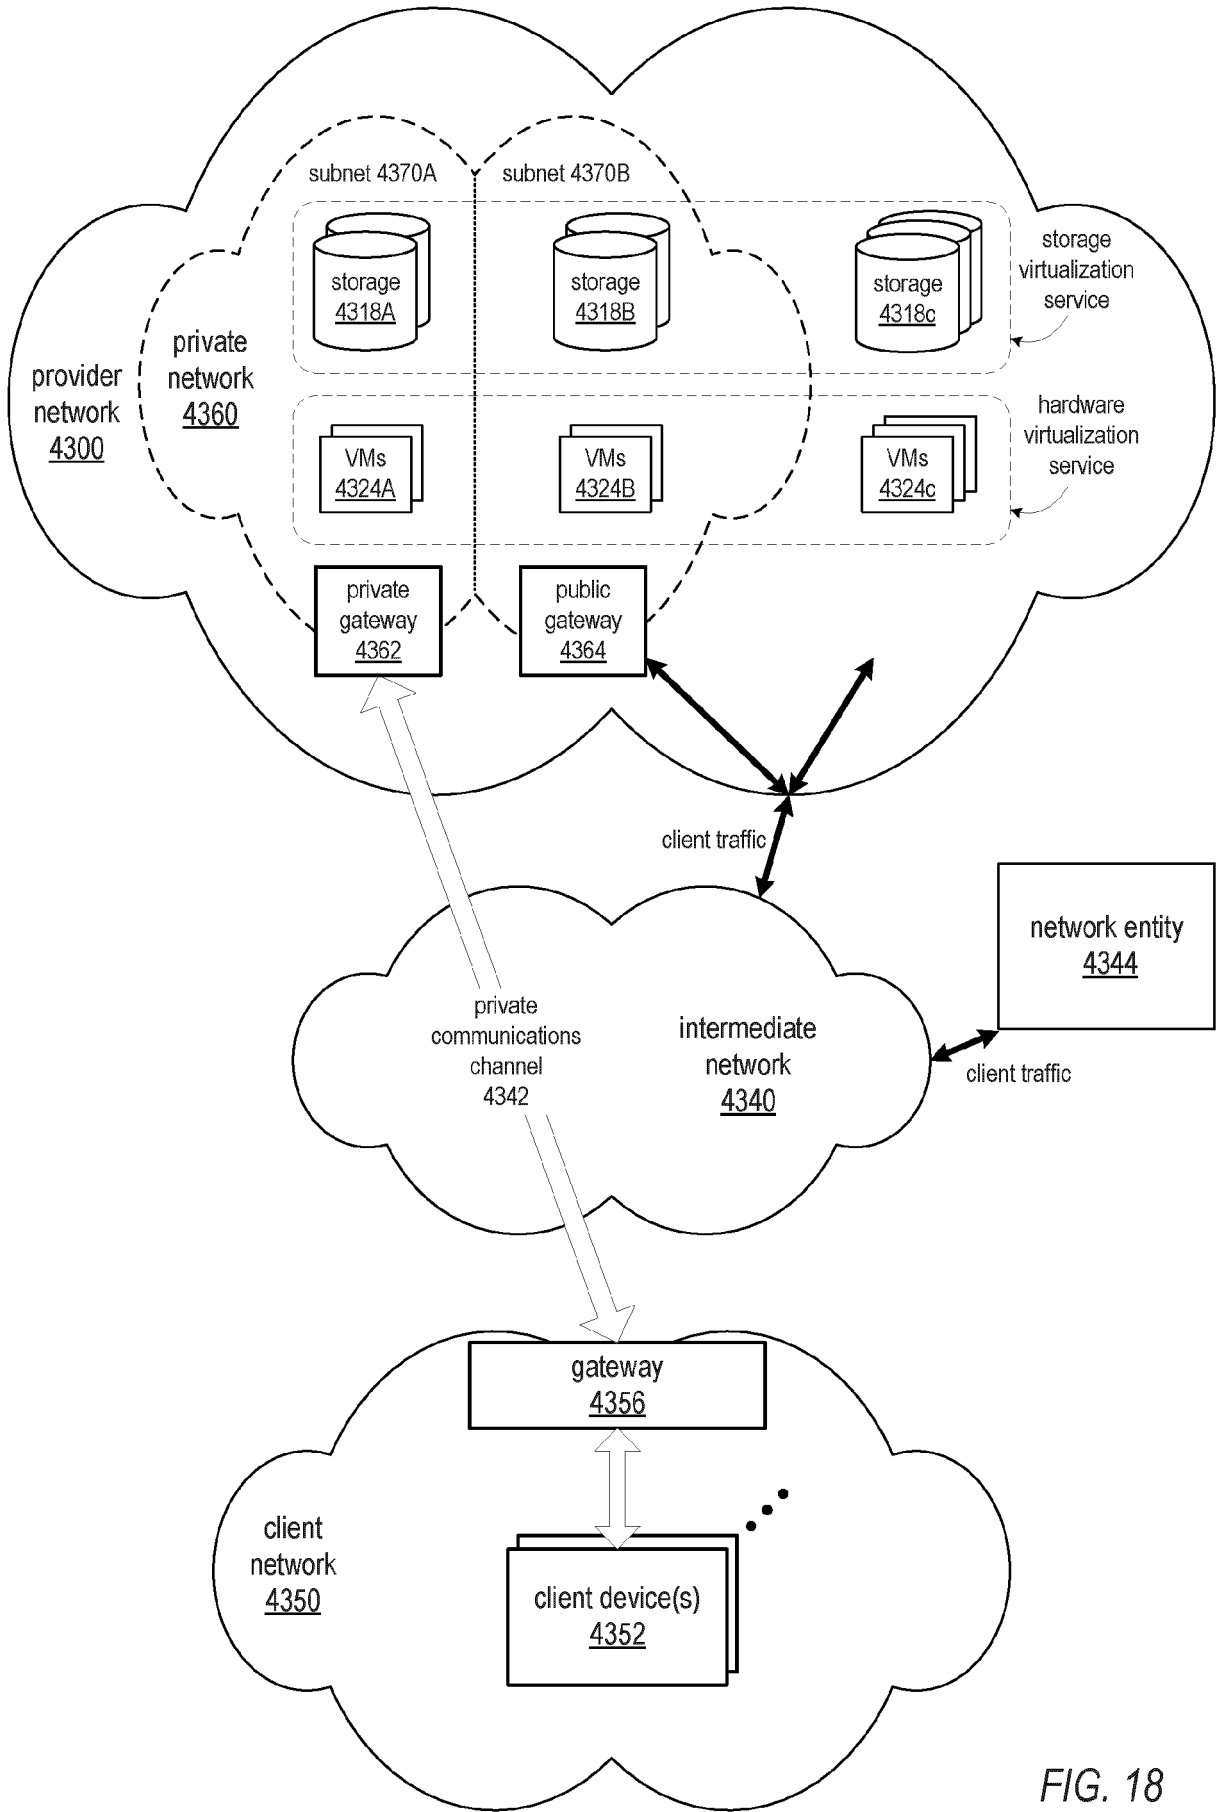 subnet 4370A
subnet 4370B
storage
4318A
storage
4318B
storage
4318c
storage
virtualization
service
provider
network
4300
private
network
4360
VMs
4324A
VMs
4324B
VMs
4324c
hardware
virtualization
service
private
gateway
4362
public
gateway
4364
client traffic
network entity
4344
client traffic
private
communications
channel
4342
intermediate
network
4340
gateway
4356
client
network
4350
client device(s)
4352
FIG. 18